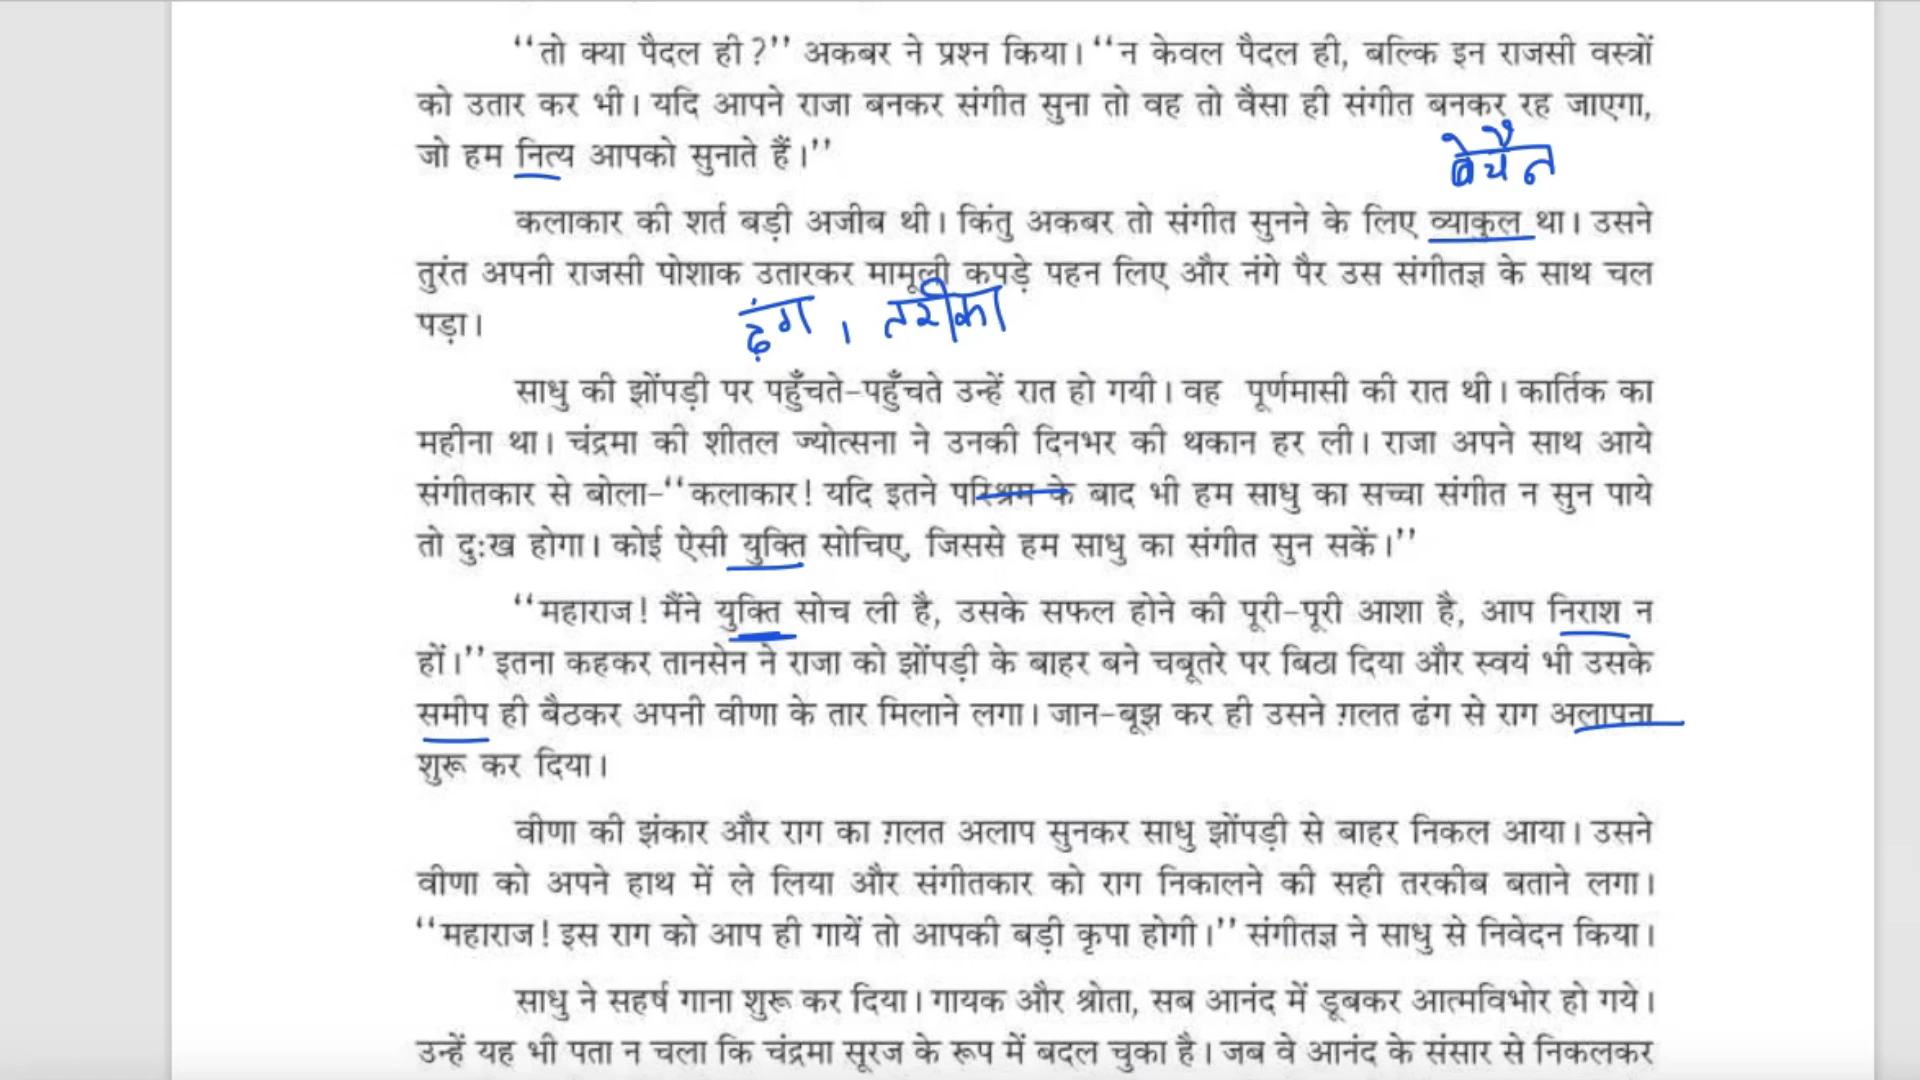 ‘‘तो क्या पैदल ही?’’ अकबर ने प्रश्न किया। ‘‘न केवल पैदल ही, बल्कि इन राजसी वस्त्रों
को उतार कर भी। यदि आपने राजा बनकर संगीत सुना तो वह तो वैसा ही संगीत बनकर रह जाएगा,
जो हम नित्य आपको सुनाते हैं।’’
बेचैन
कलाकार की शर्त बड़ी अजीब थी। किंतु अकबर तो संगीत सुनने के लिए व्याकुल था। उसने
तुरंत अपनी राजसी पोशाक उतारकर मामूली कपड़े पहन लिए और नंगे पैर उस संगीतज्ञ के साथ चल
पड़ा।
ढ़ंग, तरीका
साधु की झोंपड़ी पर पहुँचते-पहुँचते उन्हें रात हो गयी। वह पूर्णमासी की रात थी। कार्तिक का
महीना था। चंद्रमा की शीतल ज्योत्सना ने उनकी दिनभर की थकान हर ली। राजा अपने साथ आये
संगीतकार से बोला-‘‘कलाकार! यदि इतने परिश्रम के बाद भी हम साधु का सच्चा संगीत न सुन पाये
तो दुःख होगा। कोई ऐसी युक्ति सोचिए, जिससे हम साधु का संगीत सुन सकें।’’
‘‘महाराज! मैंने युक्ति सोच ली है, उसके सफल होने की पूरी-पूरी आशा है, आप निराश न
हों।’’ इतना कहकर तानसेन ने राजा को झोंपड़ी के बाहर बने चबूतरे पर बिठा दिया और स्वयं भी उसके
समीप ही बैठकर अपनी वीणा के तार मिलाने लगा। जान-बूझ कर ही उसने ग़लत ढंग से राग अलापना
शुरू कर दिया।
वीणा की झंकार और राग का ग़लत अलाप सुनकर साधु झोंपड़ी से बाहर निकल आया। उसने
वीणा को अपने हाथ में ले लिया और संगीतकार को राग निकालने की सही तरकीब बताने लगा।
‘‘महाराज! इस राग को आप ही गायें तो आपकी बड़ी कृपा होगी।’’ संगीतज्ञ ने साधु से निवेदन किया।
साधु ने सहर्ष गाना शुरू कर दिया। गायक और श्रोता, सब आनंद में डूबकर आत्मविभोर हो गये।
उन्हें यह भी पता न चला कि चंद्रमा सूरज के रूप में बदल चुका है। जब वे आनंद के संसार से निकलकर